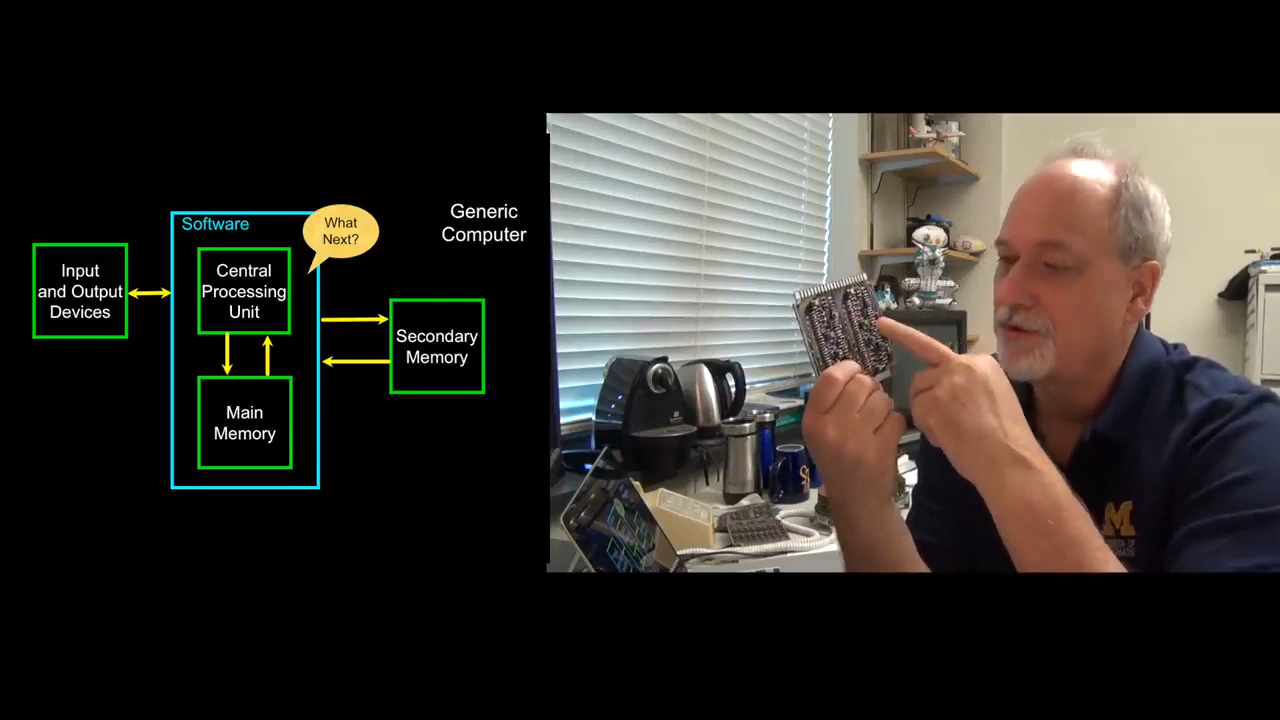 Generic
Computer
Software
What
Next?
Input
and Output
Devices
Central
Processing
Unit
Secondary
Memory
Main
Memory
M